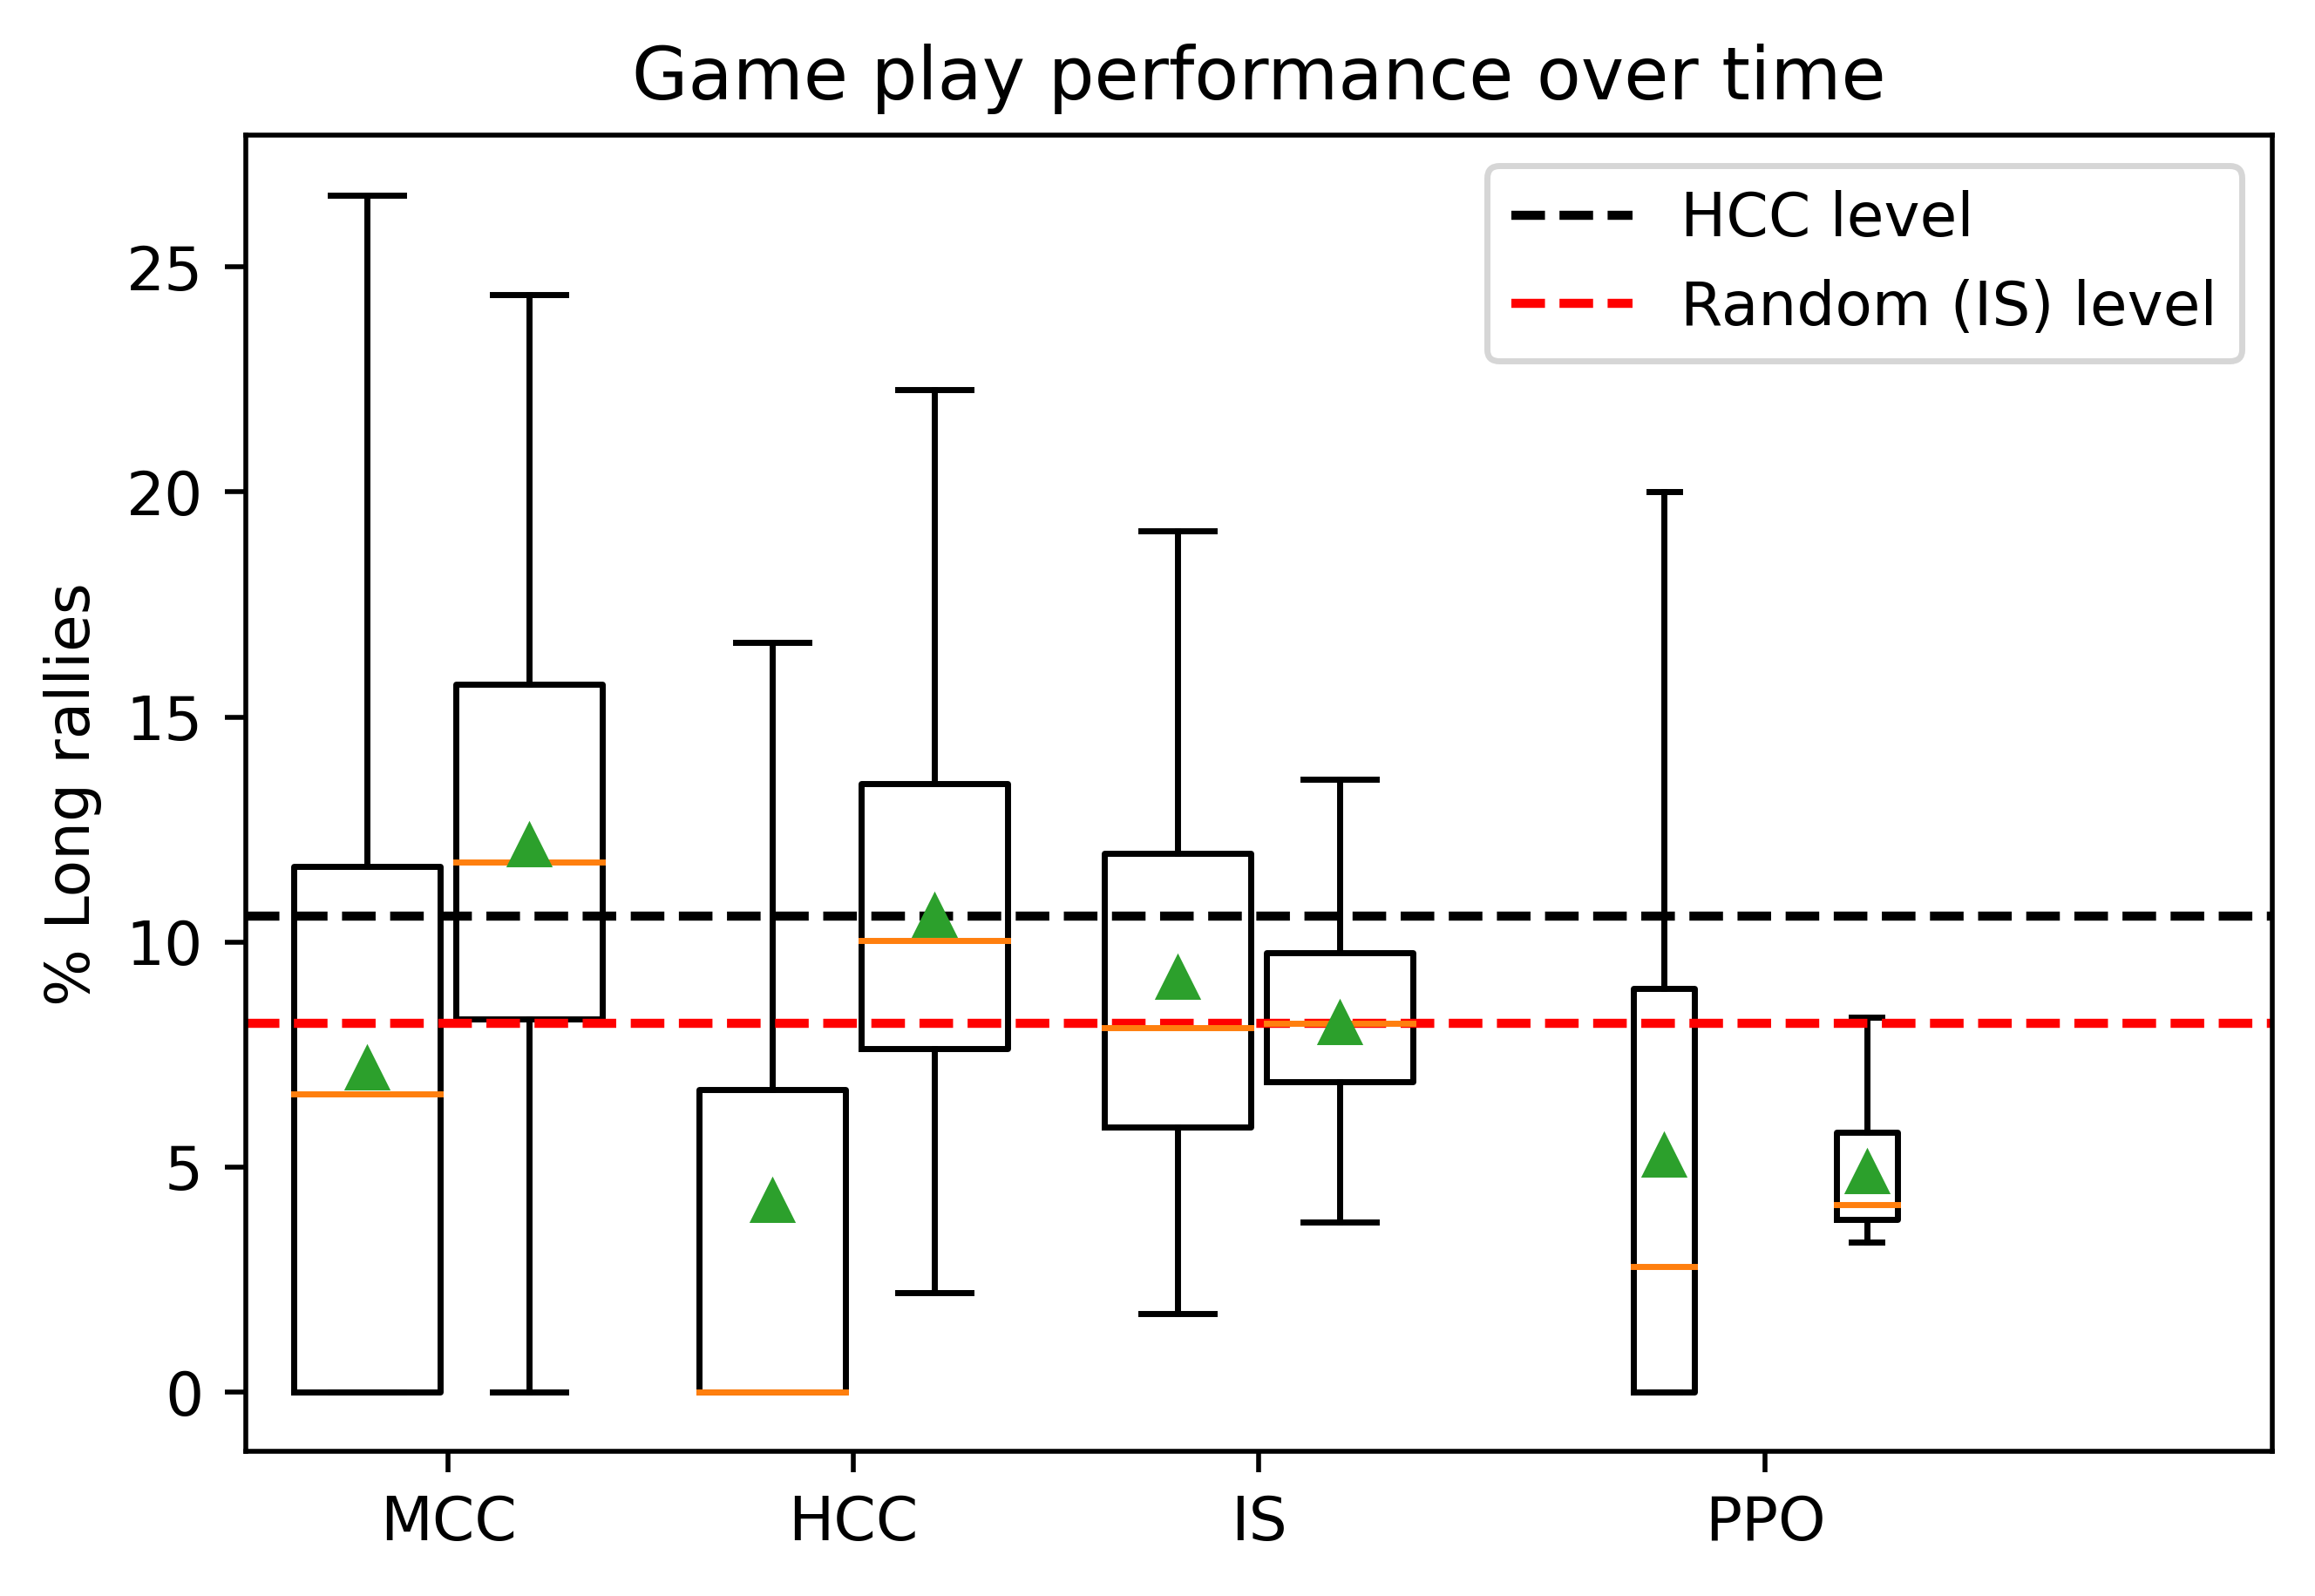 Game play performance over time
HCC level
Random (IS) level
% Long rallies
25
20
15
10
5
0
MCC
HCC
IS
PPO